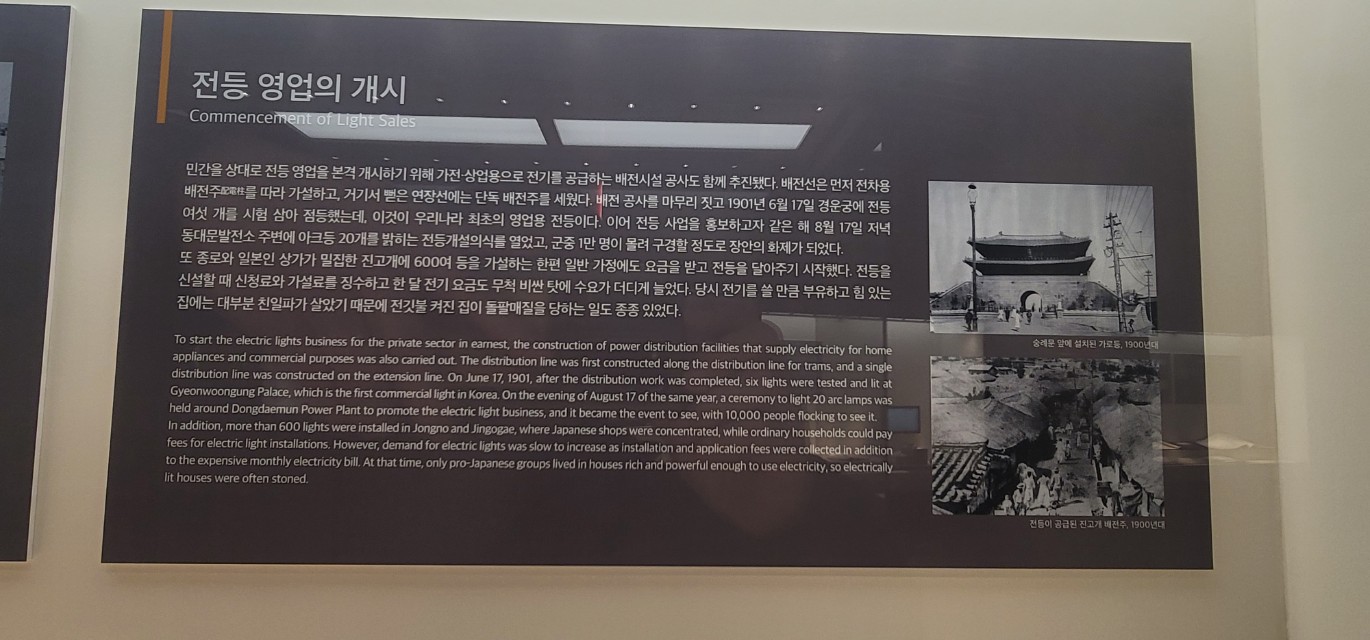 전등 영업의 개시
Commencement of Light Sales
민간을 상대로 전등 영업을 본격 개시하기 위해 가전·상업용으로 전기를 공급하는 배전시설 공사도 함께 추진됐다. 배전선은 먼저 전차용
배전주配電柱를 따라 가설하고, 거기서 뻗은 연장선에는 단독 배전주를 세웠다. 배전 공사를 마무리 짓고 1901년 6월 17일 경운궁에 전등
여섯 개를 시험 삼아 점등했는데, 이것이 우리나라 최초의 영업용 전등이다. 이어 전등 사업을 홍보하고자 같은 해 8월 17일 저녁
동대문발전소 주변에 아크등 20개를 밝히는 전등개설의식를 열었고, 군중 1만 명이 몰려 구경할 정도로 장안의 화제가 되었다.
또 종로와 일본인 상가가 밀집한 진고개에 600여 등을 가설하는 한편 일반 가정에도 요금을 받고 전등을 달아주기 시작했다. 전등을
신설할 때 신청료와 가설료를 징수하고 한 달 전기 요금도 무척 비싼 탓에 수요가 더디게 늘었다. 당시 전기를 쓸 만큼 부유하고 힘 있는
집에는 대부분 친일파가 살았기 때문에 전깃불 켜진 집이 돌팔매질을 당하는 일도 종종 있었다.
To start the electric lights business for the private sector in earnest, the construction of power distribution facilities that supply electricity for home
appliances and commercial purposes was also carried out. The distribution line was first constructed along the distribution line for trams, and a single
distribution line was constructed on the extension line. On June 17, 1901, after the distribution work was completed, six lights were tested and lit at
Gyeonwoongung Palace, which is the first commercial light in Korea. On the evening of August 17 of the same year, a ceremony to light 20 arc lamps was
held around Dongdaemun Power Plant to promote the electric light business, and it became the event to see, with 10,000 people flocking to see it.
In addition, more than 600 lights were installed in Jongno and Jingogae, where Japanese shops were concentrated, while ordinary households could pay
fees for electric light installations. However, demand for electric lights was slow to increase as installation and application fees were collected in addition
to the expensive monthly electricity bill. At that time, only pro-Japanese groups lived in houses rich and powerful enough to use electricity, so electrically
lit houses were often stoned.
숭례문 앞에 설치된 가로등, 1900년대
전등이 공급된 진고개 배전주, 1900년대